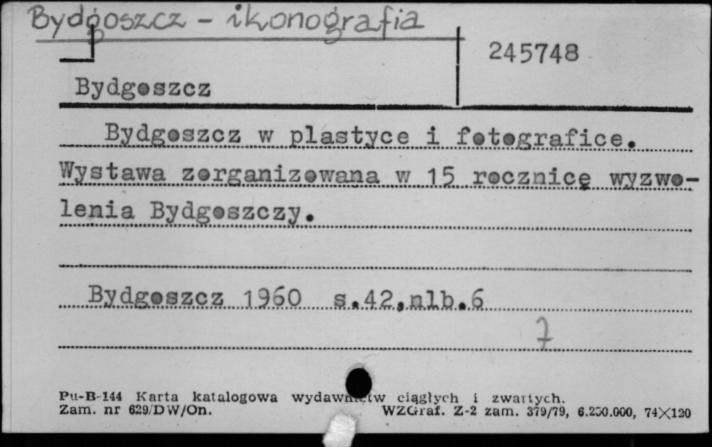 Bydgoszcz - ikonografia
245748
Bydgoszcz
Bydgoszcz w plastyce i fotografice.
Wystawa zorganizowana w 15 rocznicę wyzwo-
lenia Bydgoszczy.
Bydgoszcz 1960 s.42,nlb.6
7
Pu-B-144 Karta katalogowa wydawnictw ciągłych i zwartych.
Zam. nr 629/DW/On. WZGraf. Z-2 zam. 379/79, 6.250.000, 74×120